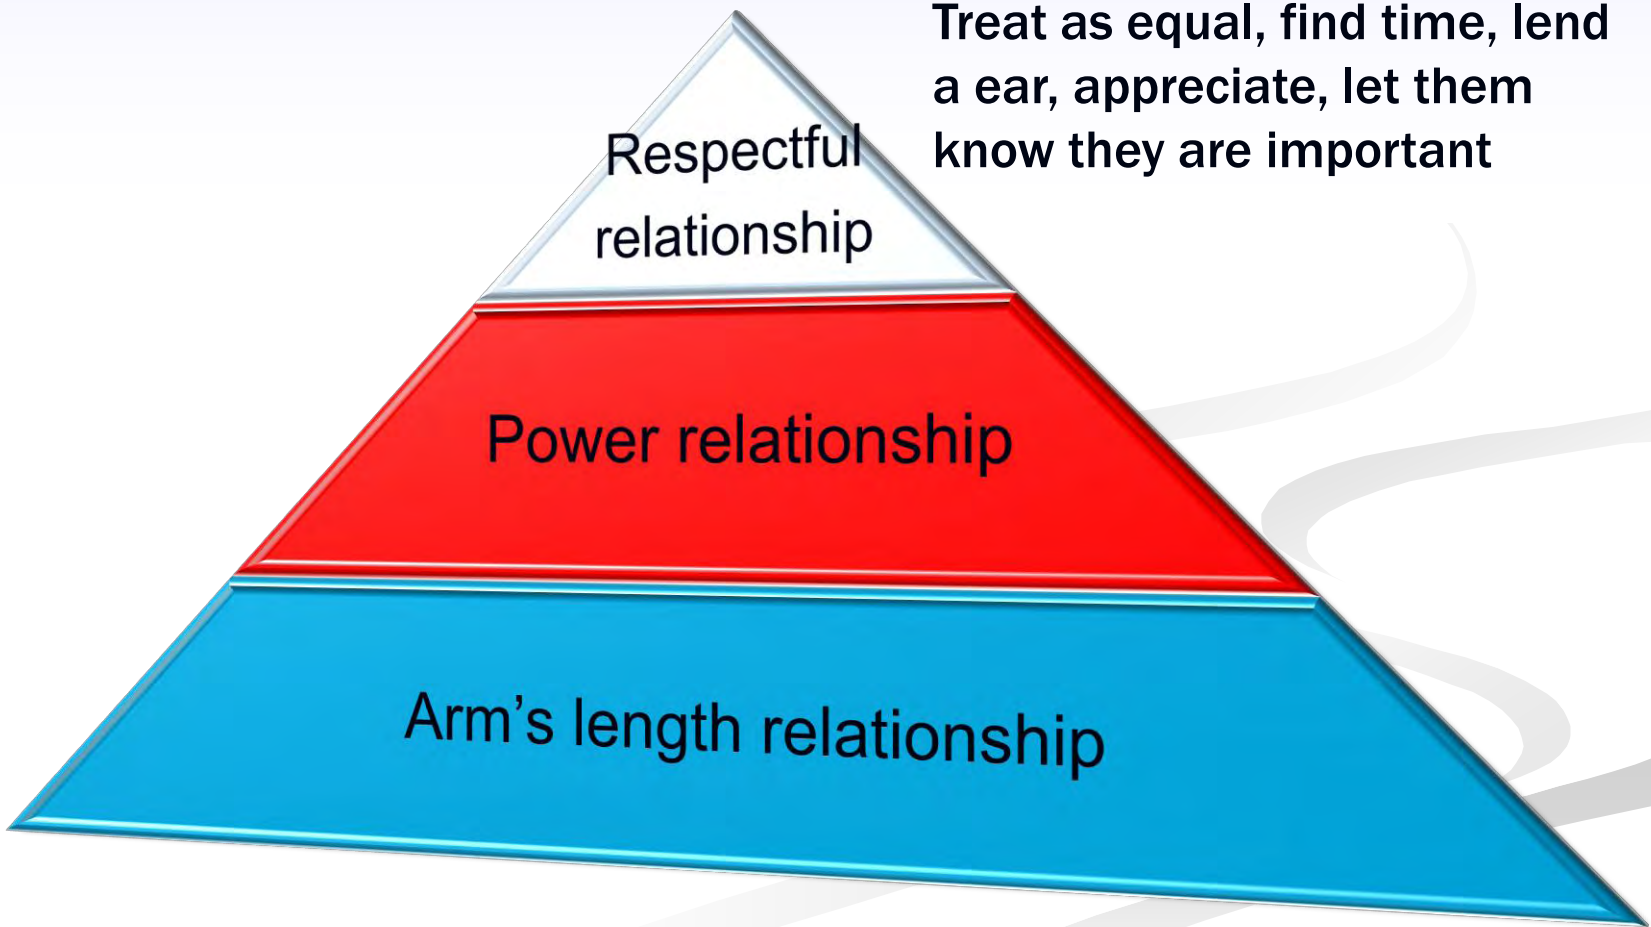 Treat as equal, find time, lend
a ear, appreciate, let them
know they are important
Respectful
relationship
Power relationship
Arm’s length relationship